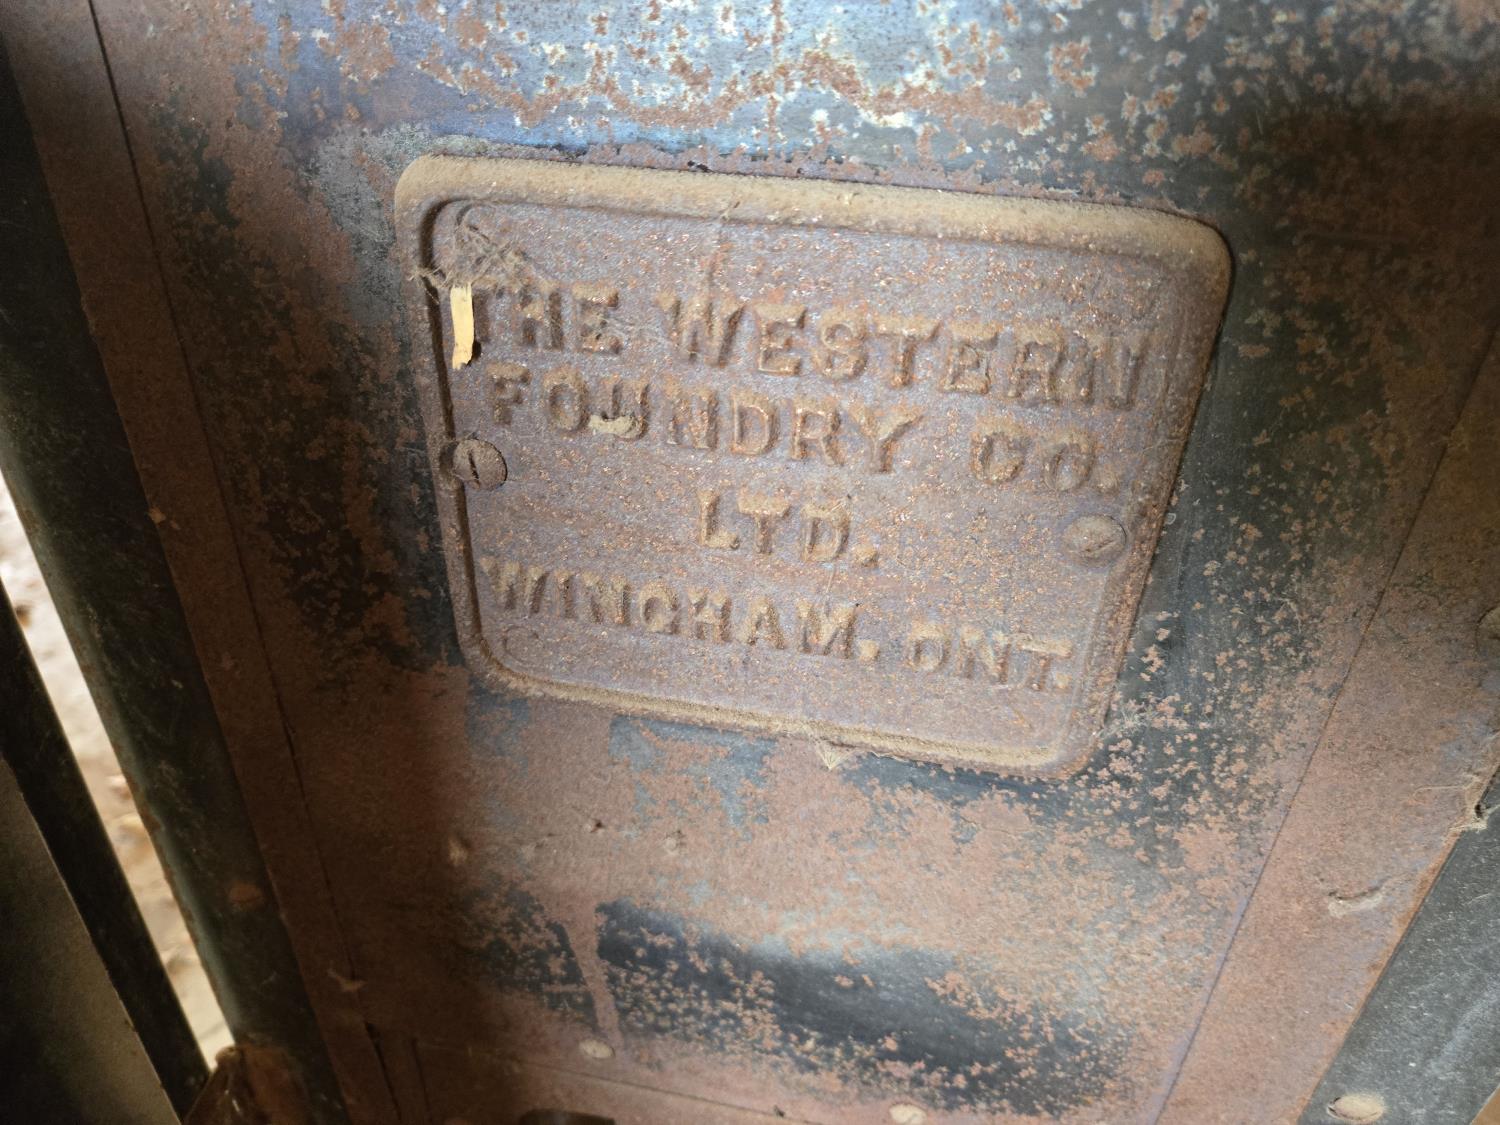 THE WESTERN
FOUNDRY CO.
LTD.
WINGHAM. ONT.